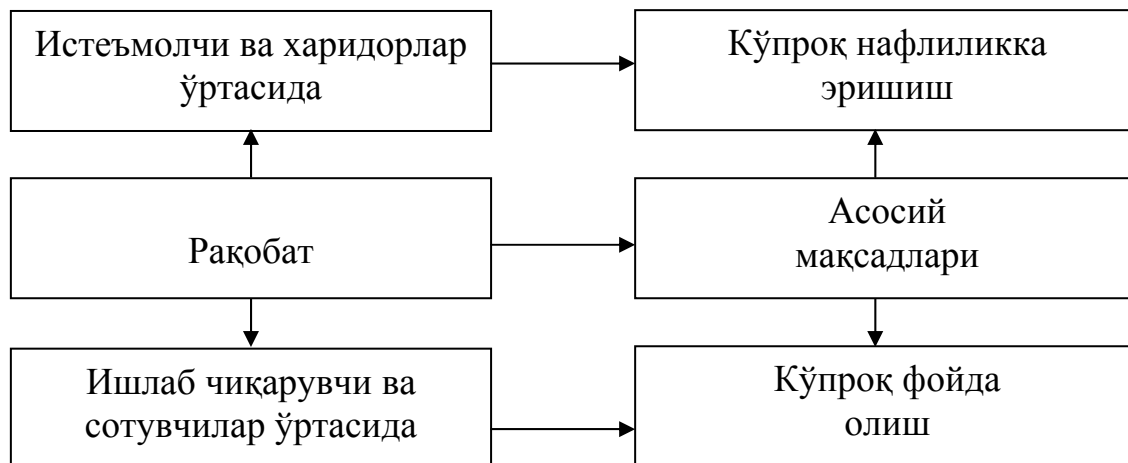 Истеъмолчи ва харидорлар
ўртасида
Кўпроқ нафлиликка
эришиш
Рақобат
Асосий
мақсадлари
Ишлаб чиқарувчи ва
сотувчилар ўртасида
Кўпроқ фойда
олиш